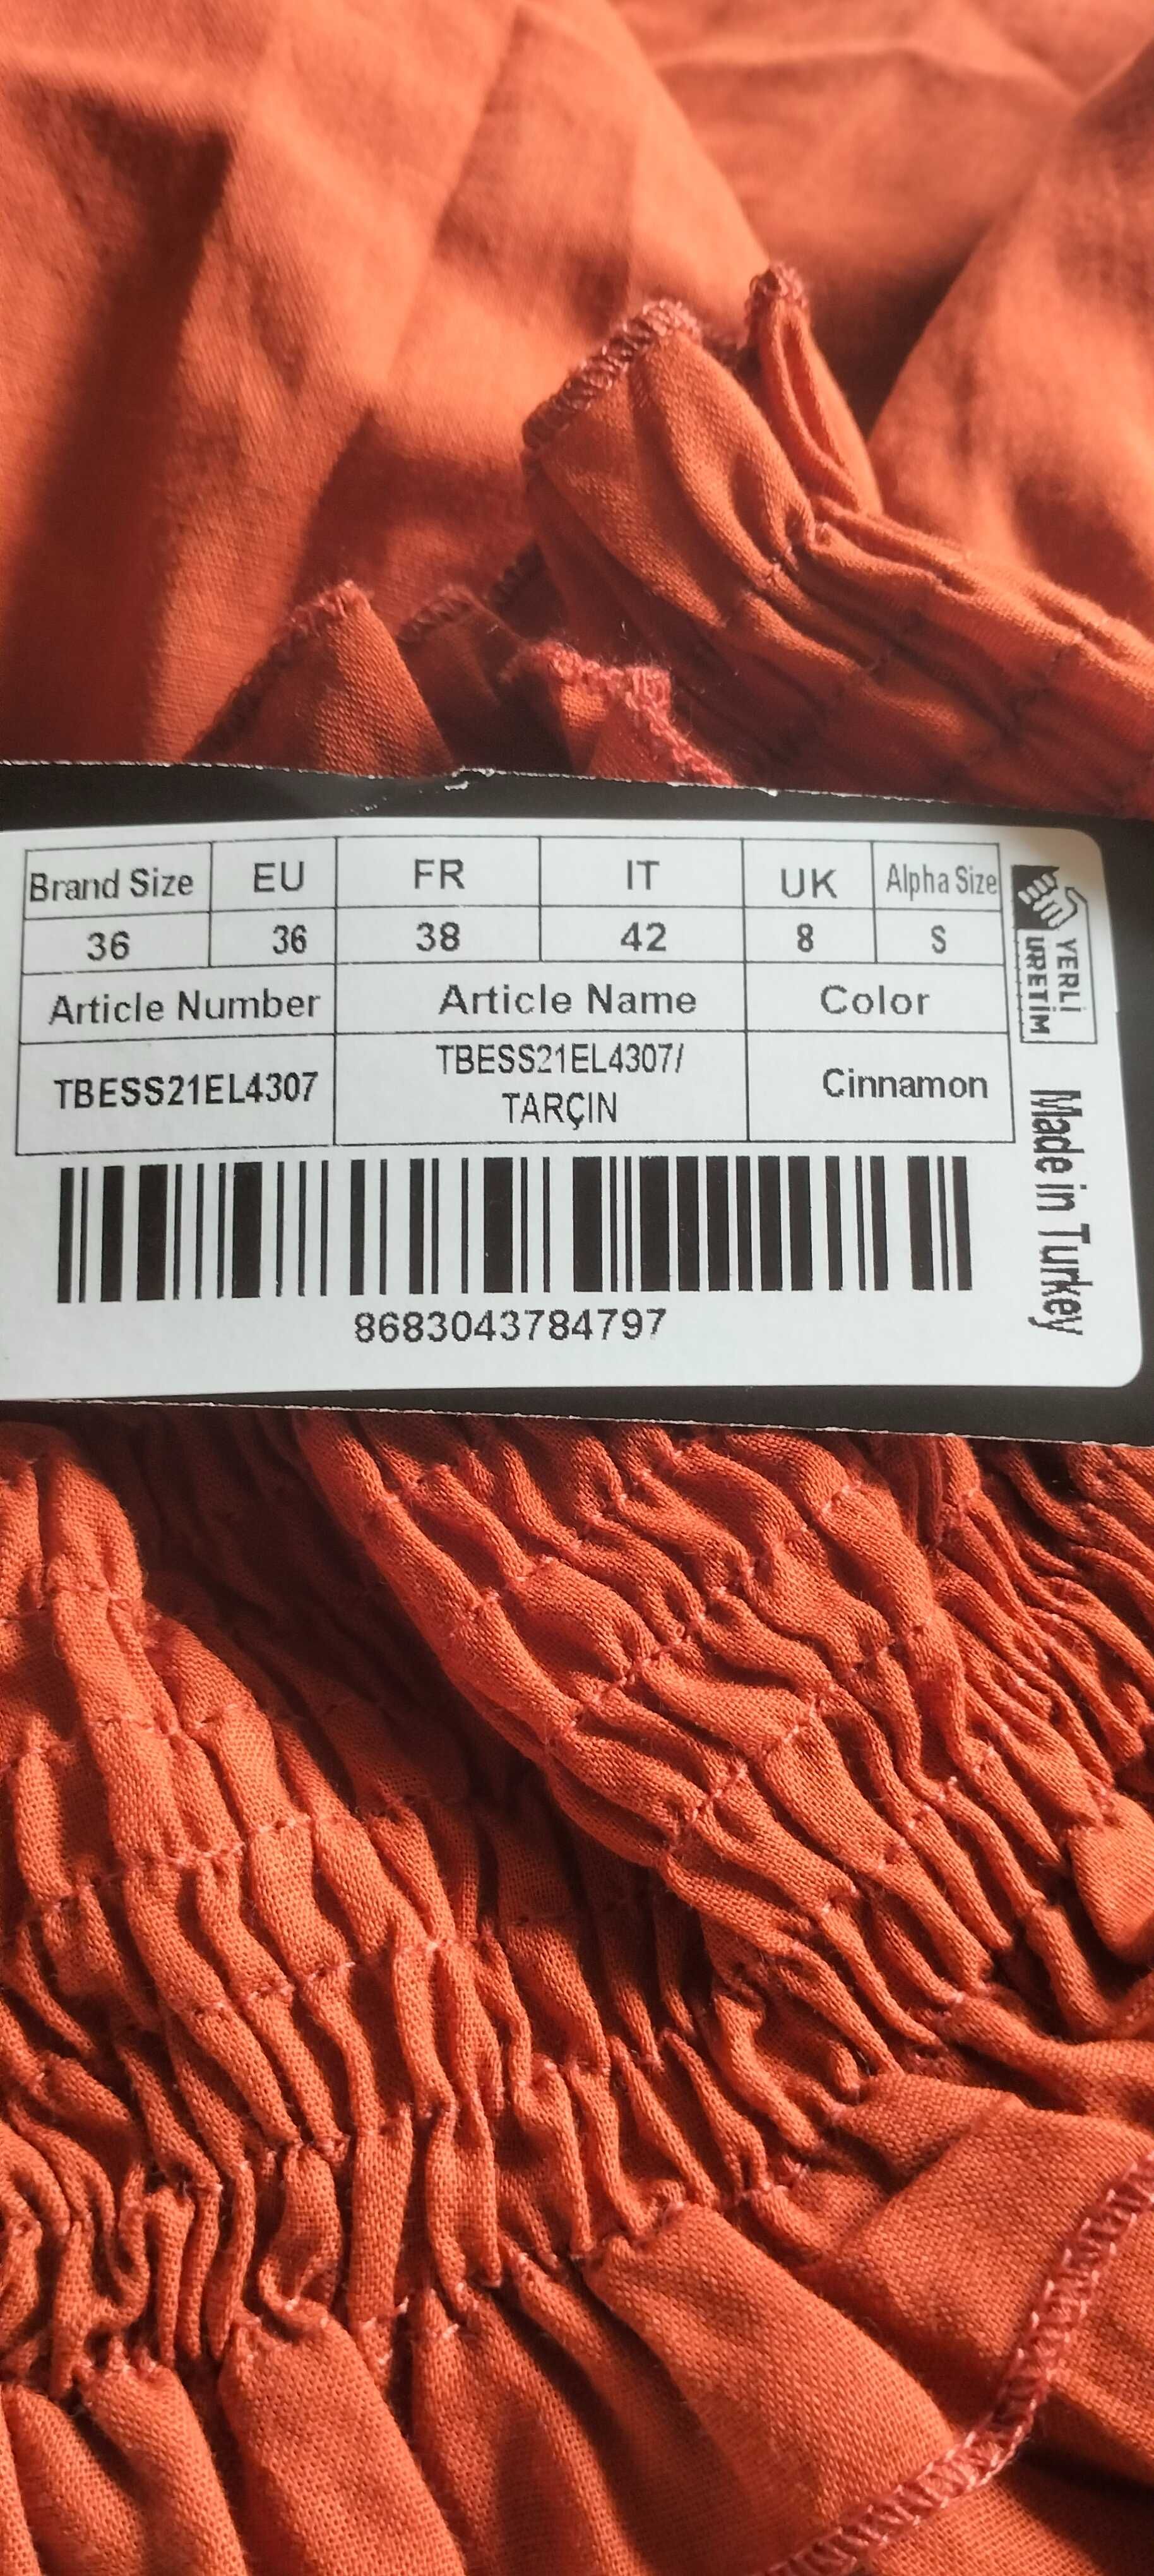 Brand Size EU FR IT UK Alpha Size
36 36 38 42 8 S
Article Number Article Name Color
TBESS21EL4307 TBESS21EL4307/ Cinnamon
TARÇIN
8683043784797
YERLİ
ÜRETİM
Made in Turkey